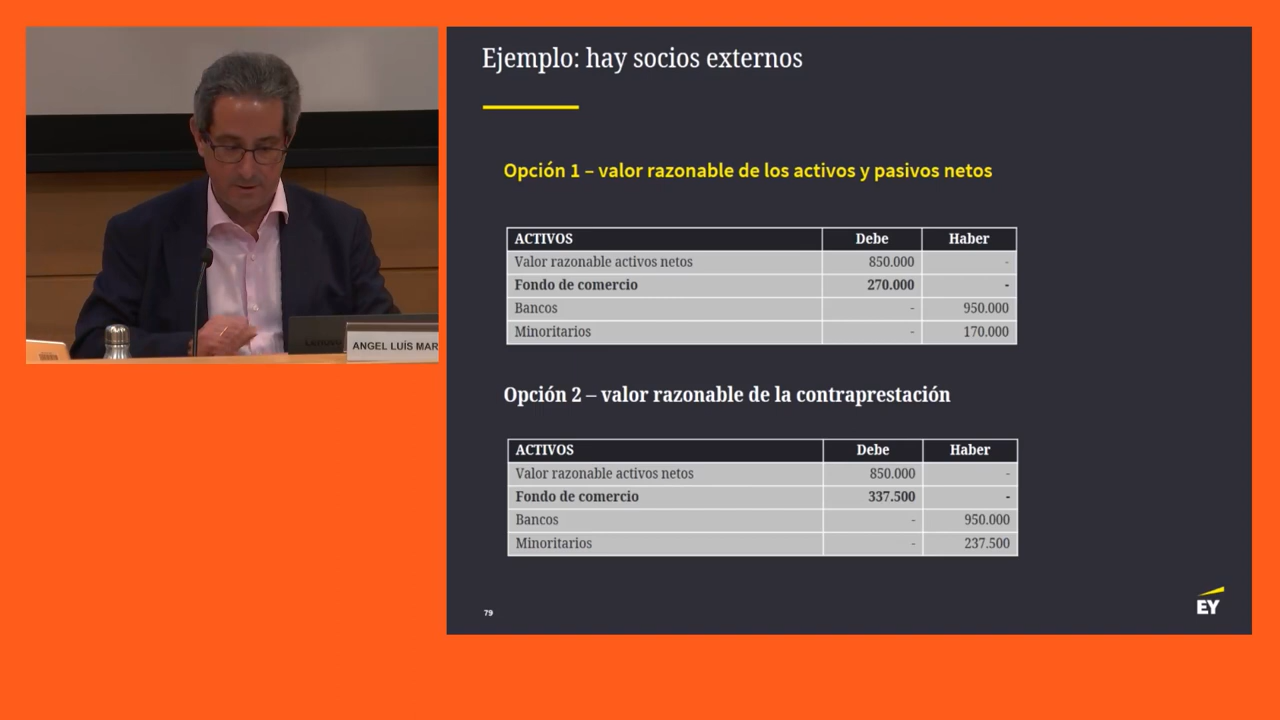 Ejemplo: hay socios externos
Opción 1 – valor razonable de los activos y pasivos netos
ACTIVOS Debe Haber
Valor razonable activos netos 850.000 -
Fondo de comercio 270.000 -
Bancos - 950.000
Minoritarios - 170.000
Opción 2 – valor razonable de la contraprestación
ACTIVOS Debe Haber
Valor razonable activos netos 850.000 -
Fondo de comercio 337.500 -
Bancos - 950.000
Minoritarios - 237.500
79
EY
ANGEL LUÍS MAR